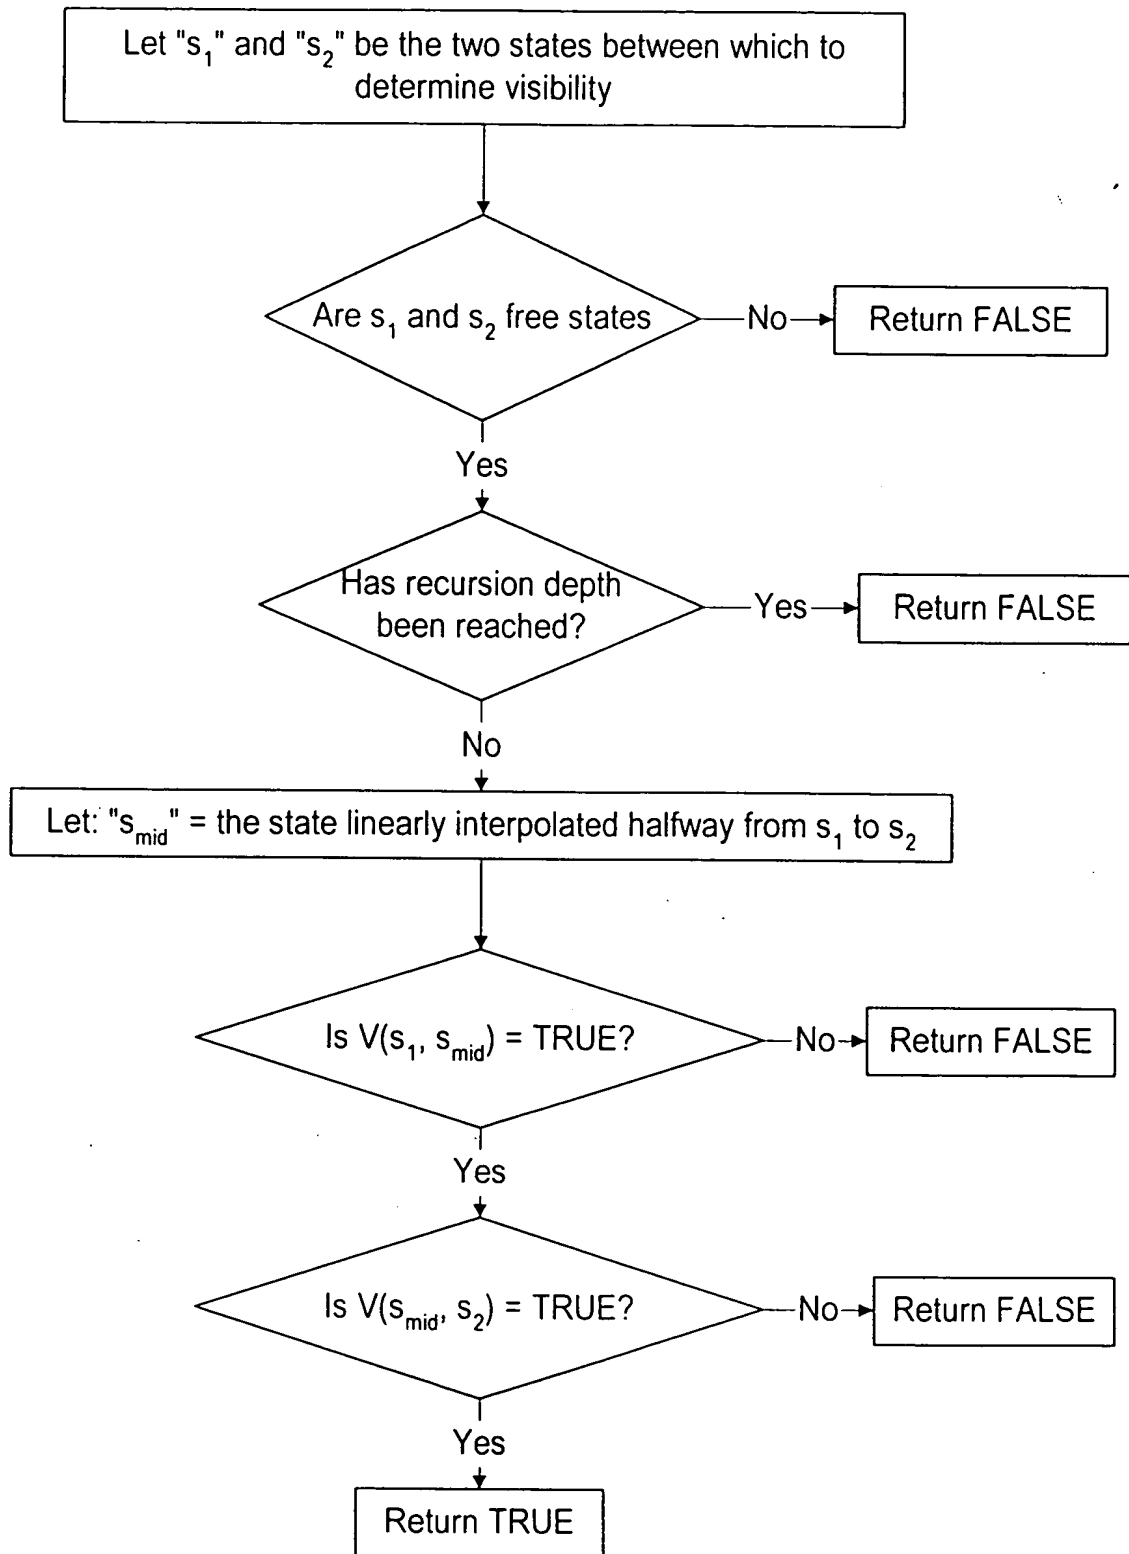 Let "s₁" and "s₂" be the two states between which to
determine visibility
Are s₁ and s₂ free states
No
Return FALSE
Yes
Has recursion depth
been reached?
Yes
Return FALSE
No
Let: "s_mid" = the state linearly interpolated halfway from s₁ to s₂
Is V(s₁, s_mid) = TRUE?
No
Return FALSE
Yes
Is V(s_mid, s₂) = TRUE?
No
Return FALSE
Yes
Return TRUE